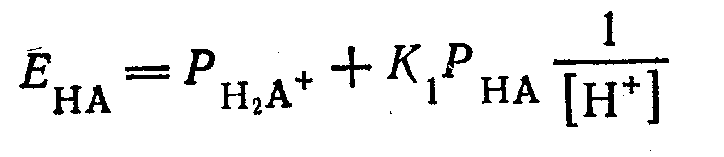 E_HA = P_H₂A⁺ + K₁P_HA 1/[H⁺]